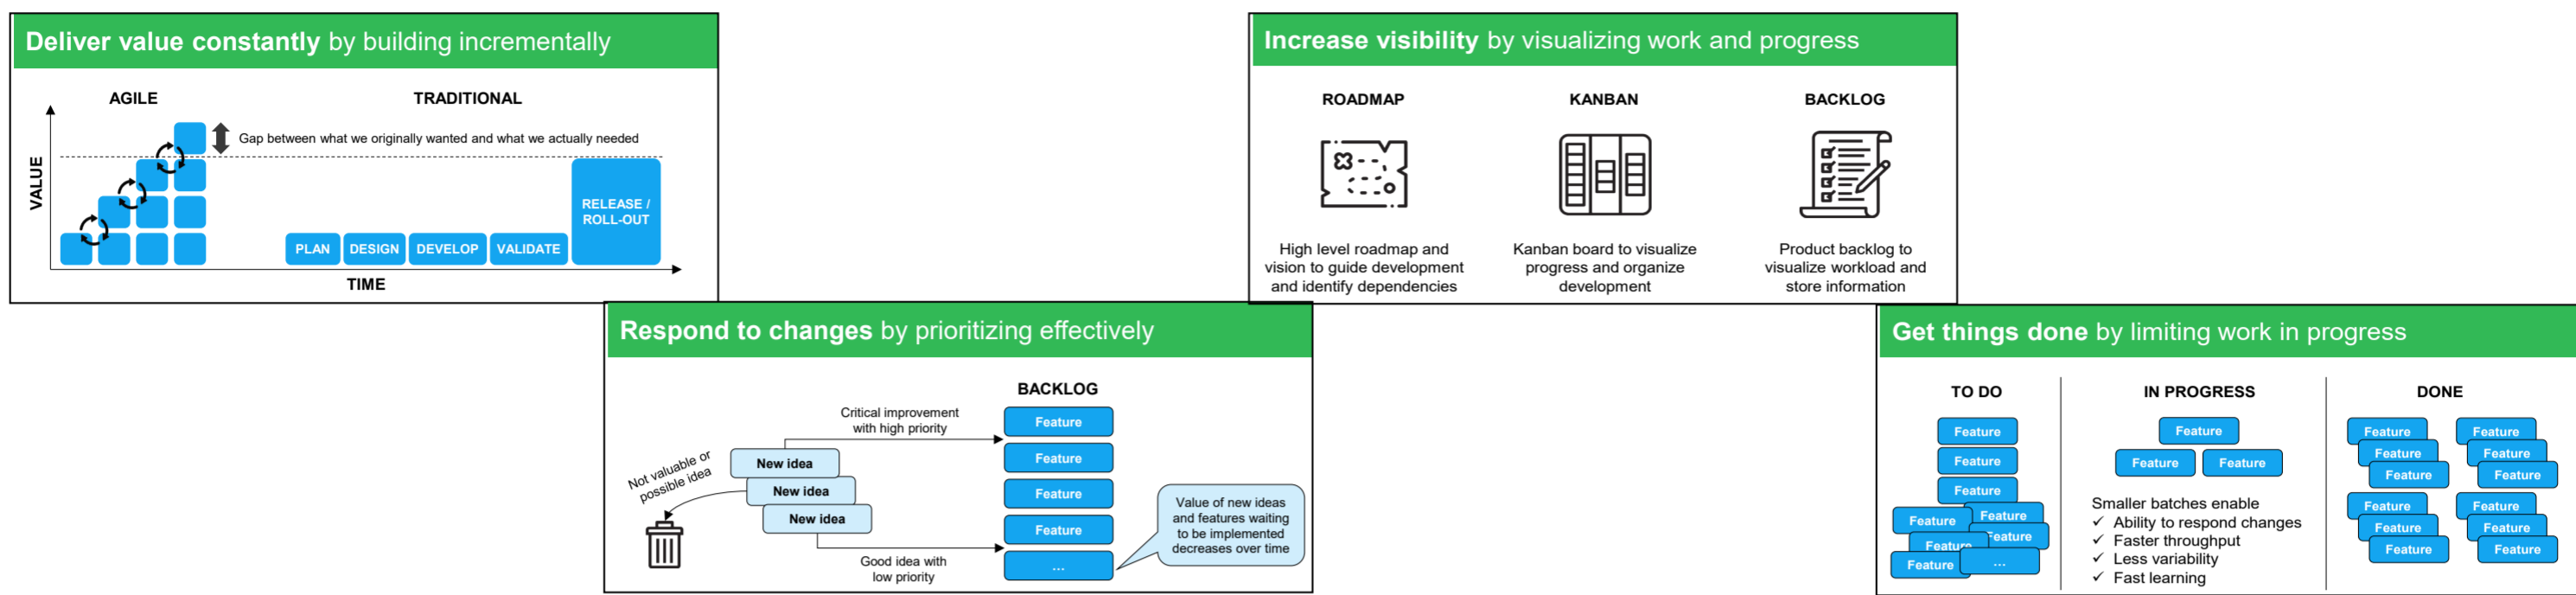 Deliver value constantly by building incrementally
AGILE
TRADITIONAL
Gap between what we originally wanted and what we actually needed
VALUE
RELEASE /
ROLL-OUT
PLAN
DESIGN
DEVELOP
VALIDATE
TIME
Respond to changes by prioritizing effectively
BACKLOG
Critical improvement
with high priority
Not valuable or
possible idea
New idea
New idea
New idea
Good idea with
low priority
Feature
Feature
Feature
Feature
...
Value of new ideas
and features waiting
to be implemented
decreases over time
Increase visibility by visualizing work and progress
ROADMAP
High level roadmap and
vision to guide development
and identify dependencies
KANBAN
Kanban board to visualize
progress and organize
development
BACKLOG
Product backlog to
visualize workload and
store information
Get things done by limiting work in progress
TO DO
Feature
Feature
Feature
Feature
Feature
Feature
Feature
Feature
...
IN PROGRESS
Feature
Feature
Feature
Smaller batches enable
✓ Ability to respond changes
✓ Faster throughput
✓ Less variability
✓ Fast learning
DONE
Feature
Feature
Feature
Feature
Feature
Feature
Feature
Feature
Feature
Feature
Feature
Feature